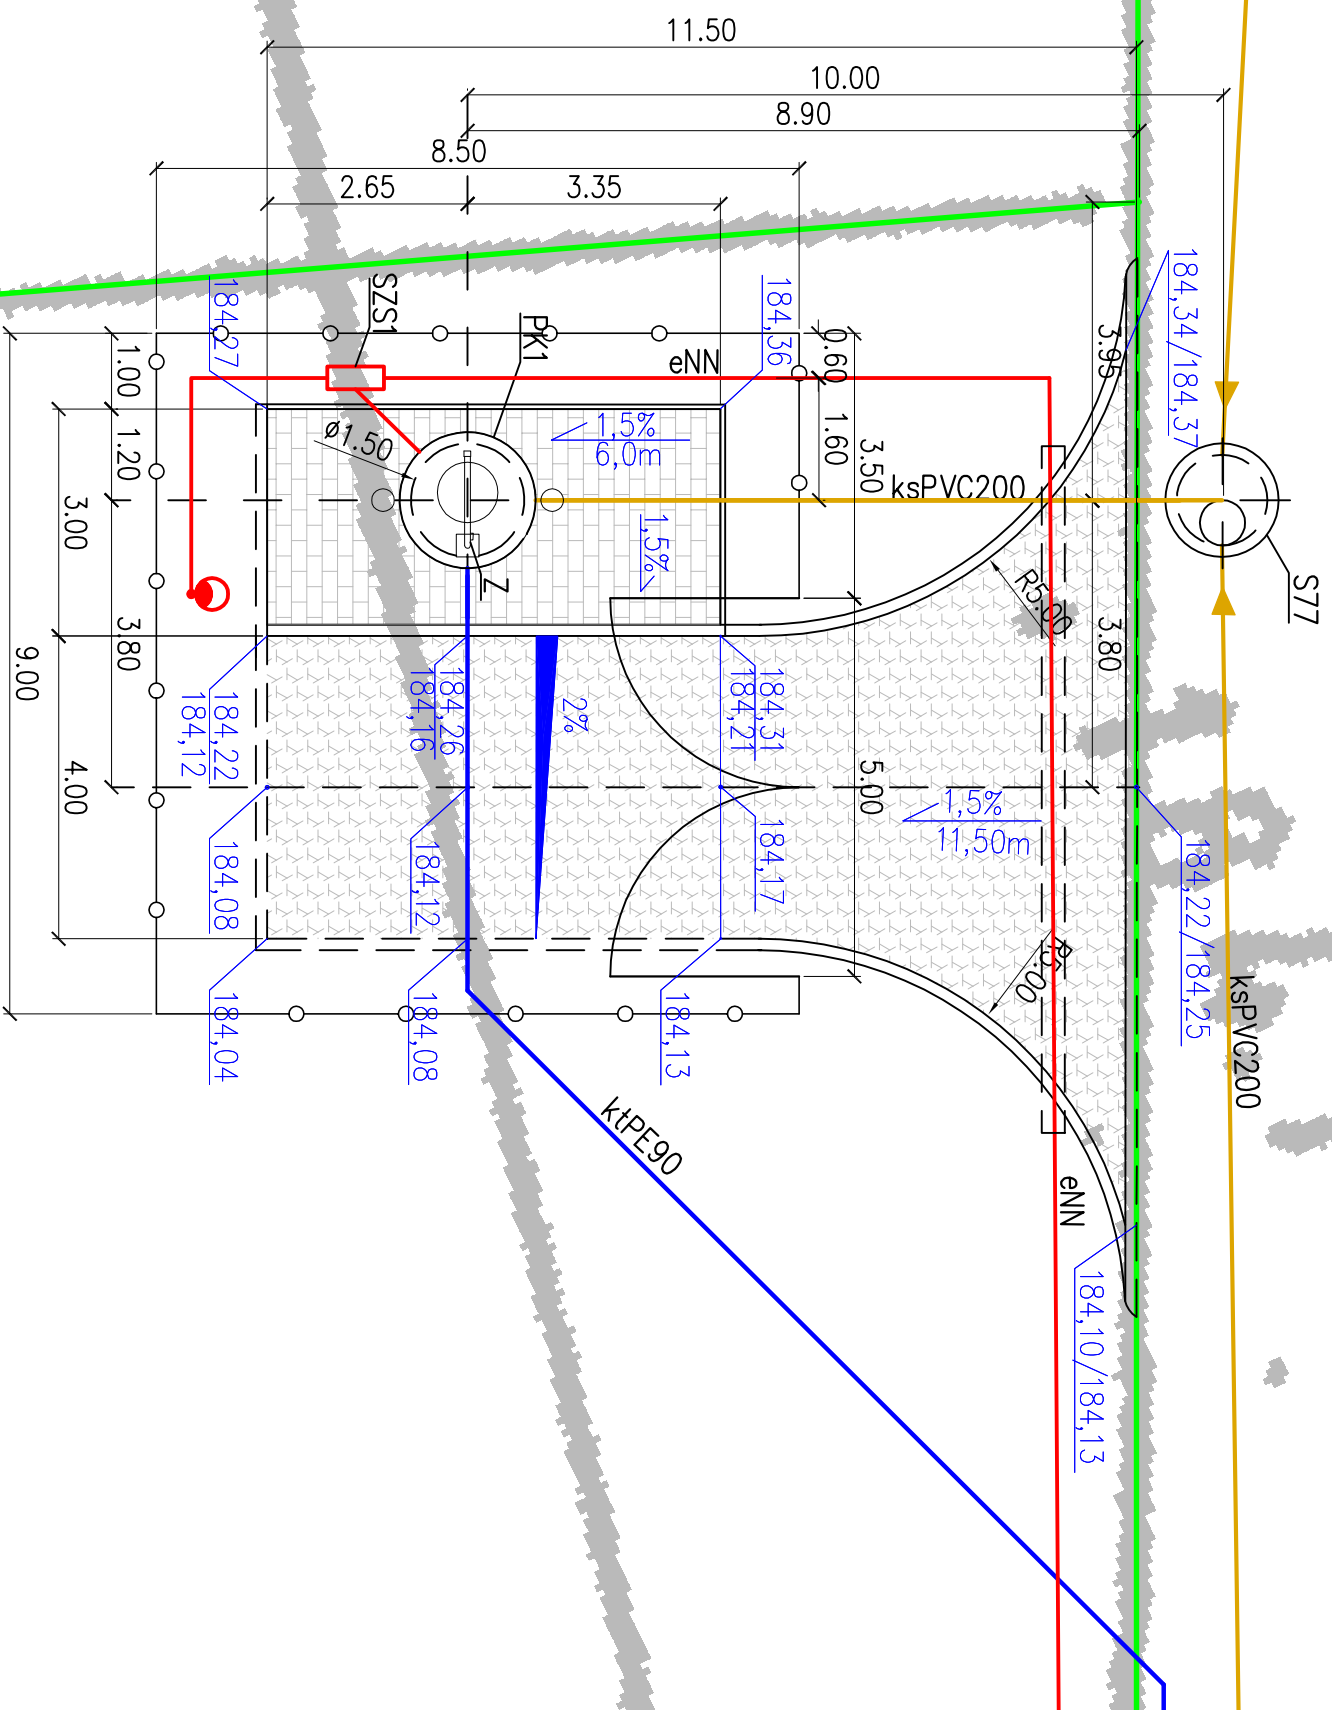 11.50
10.00
8.90
8.50
2.65
3.35
184,34/184,37
3.95
184,27
SZS1
PK1
184,36
0.60
eNN
1.00
1.20
ø1.50
1,5%
6,0m
1.60
3.50
ksPVC200
3.00
1,5%
Z
R5.00
S77
3.80
3.80
9.00
184,22
184,12
184,26
184,16
2%
184,31
184,21
4.00
5.00
1,5%
11,50m
184,08
184,12
184,17
184,22/184,25
R5.00
ksPVC200
184,04
184,08
184,13
ktPE90
eNN
184,10/184,13